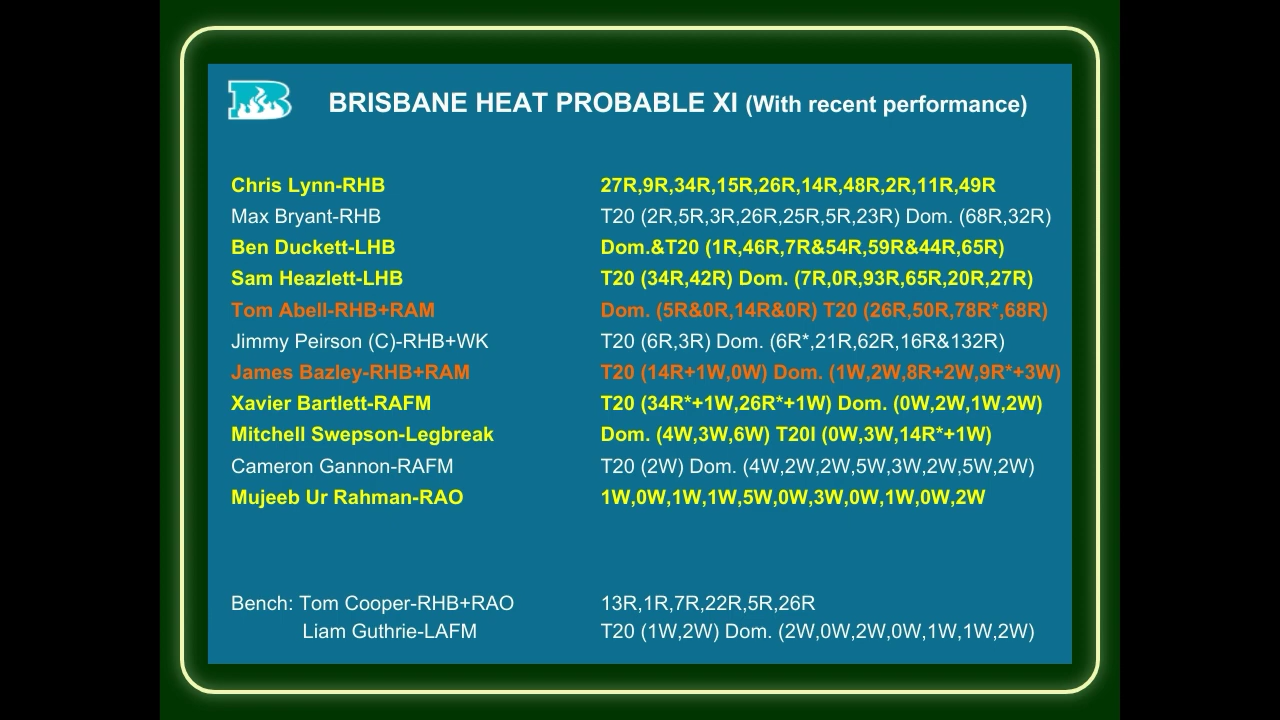 B
BRISBANE HEAT PROBABLE XI (With recent performance)
Chris Lynn-RHB 27R,9R,34R,15R,26R,14R,48R,2R,11R,49R
Max Bryant-RHB T20 (2R,5R,3R,26R,25R,5R,23R) Dom. (68R,32R)
Ben Duckett-LHB Dom.&T20 (1R,46R,7R&54R,59R&44R,65R)
Sam Heazlett-LHB T20 (34R,42R) Dom. (7R,0R,93R,65R,20R,27R)
Tom Abell-RHB+RAM Dom. (5R&0R,14R&0R) T20 (26R,50R,78R*,68R)
Jimmy Peirson (C)-RHB+WK T20 (6R,3R) Dom. (6R*,21R,62R,16R&132R)
James Bazley-RHB+RAM T20 (14R+1W,0W) Dom. (1W,2W,8R+2W,9R*+3W)
Xavier Bartlett-RAFM T20 (34R*+1W,26R*+1W) Dom. (0W,2W,1W,2W)
Mitchell Swepson-Legbreak Dom. (4W,3W,6W) T20I (0W,3W,14R*+1W)
Cameron Gannon-RAFM T20 (2W) Dom. (4W,2W,2W,5W,3W,2W,5W,2W)
Mujeeb Ur Rahman-RAO 1W,0W,1W,1W,5W,0W,3W,0W,1W,0W,2W
Bench: Tom Cooper-RHB+RAO 13R,1R,7R,22R,5R,26R
Liam Guthrie-LAFM T20 (1W,2W) Dom. (2W,0W,2W,0W,1W,1W,2W)